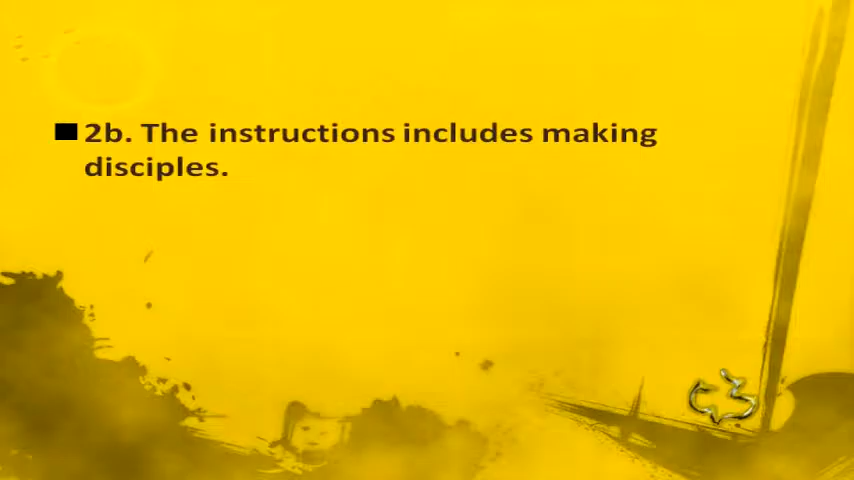 2b. The instructions includes making
disciples.